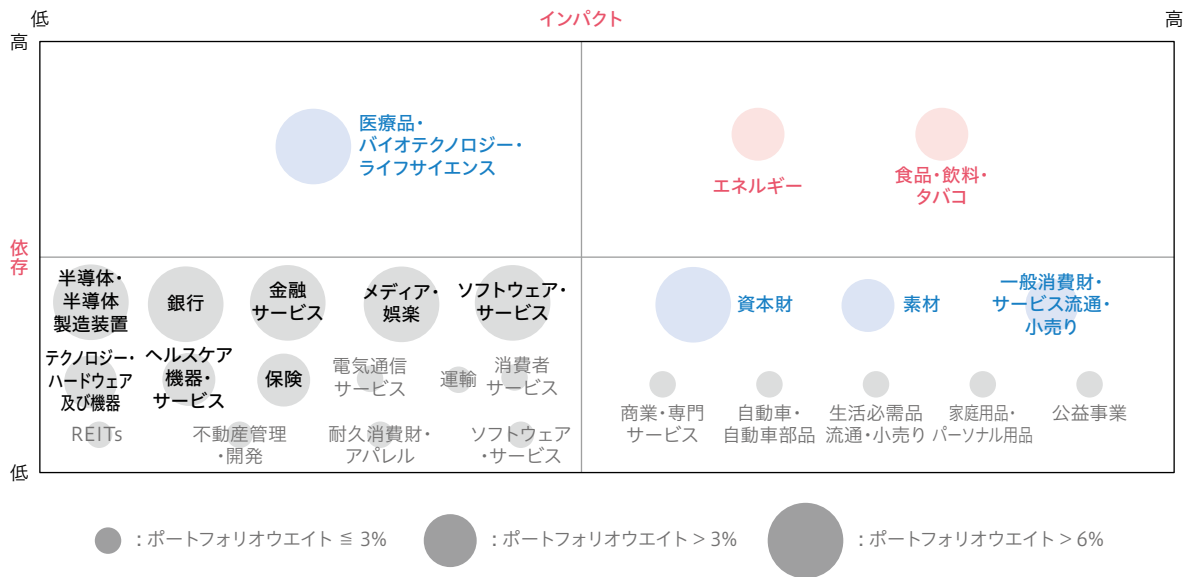 低
インパクト
高
高
医療品・
バイオテクノロジー・
ライフサイエンス
エネルギー
食品・飲料・
タバコ
依存
半導体・
半導体
製造装置
銀行
金融
サービス
メディア・
娯楽
ソフトウェア・
サービス
資本財
素材
一般消費財・
サービス流通・
小売り
テクノロジー・
ハードウェア
及び機器
ヘルスケア
機器・
サービス
保険
電気通信
サービス
運輸
消費者
サービス
商業・専門
サービス
自動車・
自動車部品
生活必需品
流通・小売り
家庭用品・
パーソナル用品
公益事業
REITs
不動産管理
・開発
耐久消費財・
アパレル
ソフトウェア
・サービス
低
：ポートフォリオウエイト ≦ 3%
：ポートフォリオウエイト > 3%
：ポートフォリオウエイト > 6%